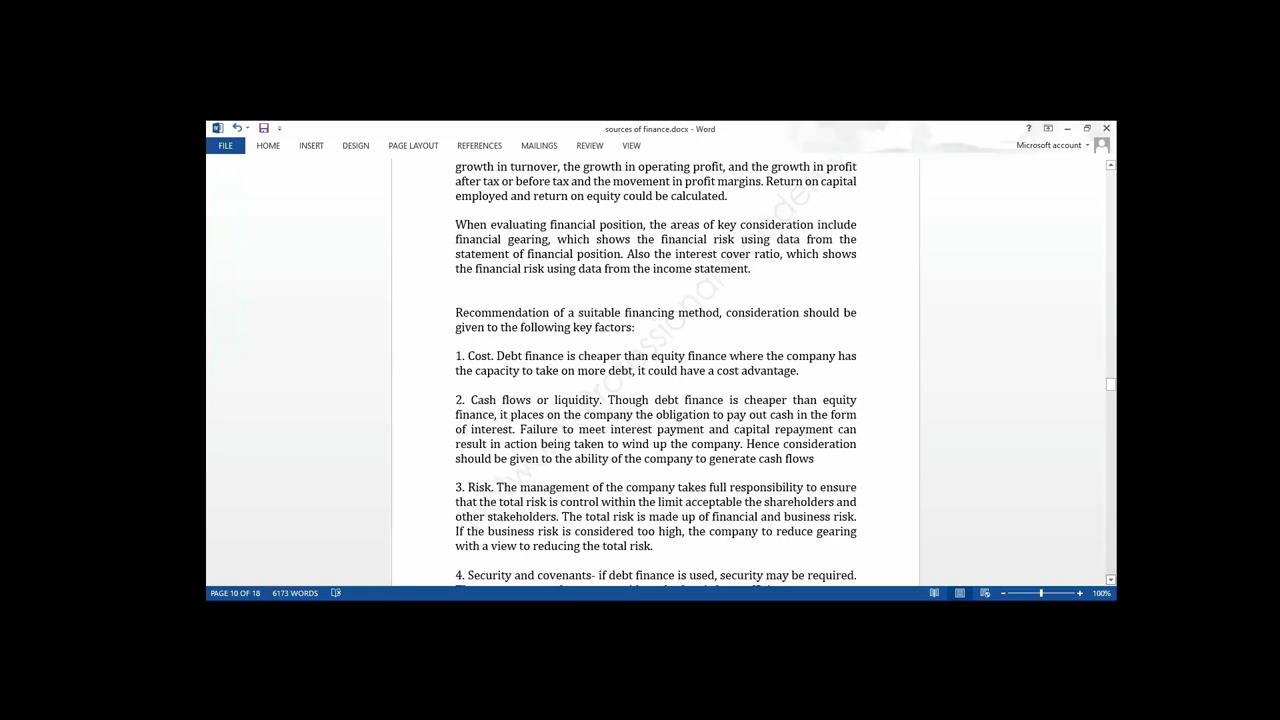 sources of finance.docx - Word
FILE HOME INSERT DESIGN PAGE LAYOUT REFERENCES MAILINGS REVIEW VIEW Microsoft account
growth in turnover, the growth in operating profit, and the growth in profit
after tax or before tax and the movement in profit margins. Return on capital
employed and return on equity could be calculated.
When evaluating financial position, the areas of key consideration include
financial gearing, which shows the financial risk using data from the
statement of financial position. Also the interest cover ratio, which shows
the financial risk using data from the income statement.
Recommendation of a suitable financing method, consideration should be
given to the following key factors:
1. Cost. Debt finance is cheaper than equity finance where the company has
the capacity to take on more debt, it could have a cost advantage.
2. Cash flows or liquidity. Though debt finance is cheaper than equity
finance, it places on the company the obligation to pay out cash in the form
of interest. Failure to meet interest payment and capital repayment can
result in action being taken to wind up the company. Hence consideration
should be given to the ability of the company to generate cash flows
3. Risk. The management of the company takes full responsibility to ensure
that the total risk is control within the limit acceptable the shareholders and
other stakeholders. The total risk is made up of financial and business risk.
If the business risk is considered too high, the company to reduce gearing
with a view to reducing the total risk.
4. Security and covenants- if debt finance is used, security may be required.
PAGE 10 OF 18 6173 WORDS 100%